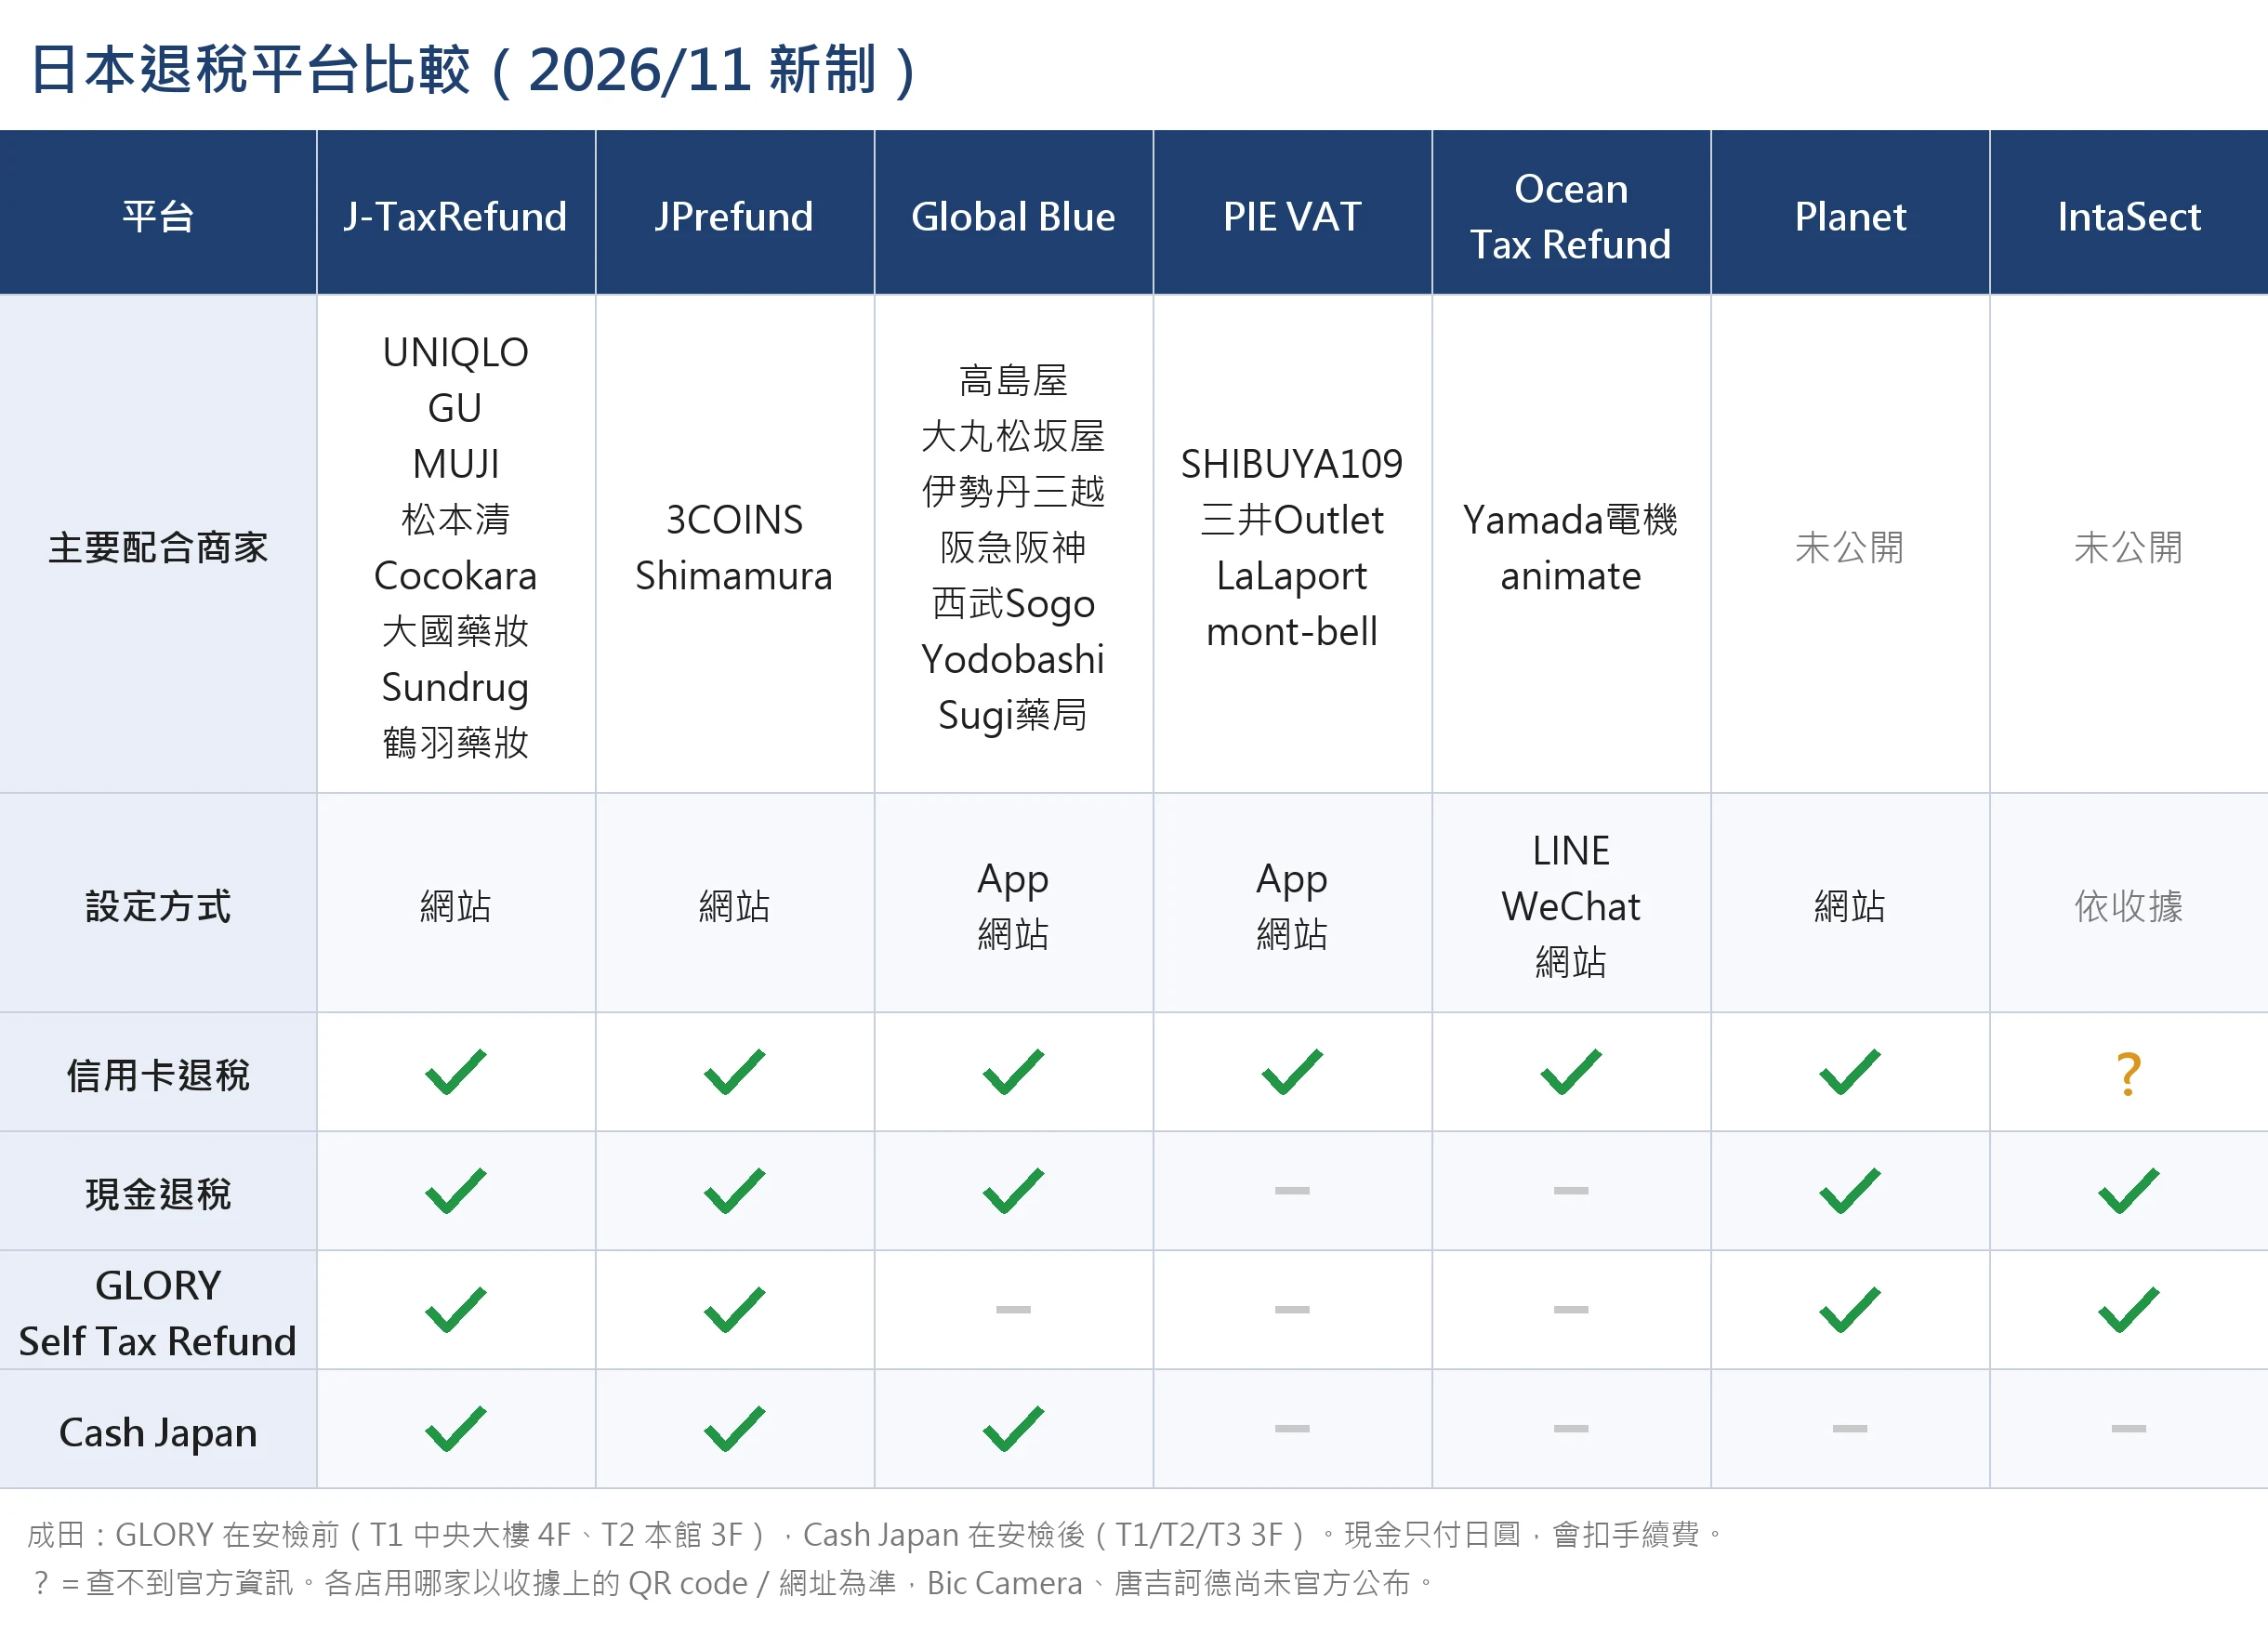 日本退稅平台比較（2026/11 新制）
平台
J-TaxRefund
JPrefund
Global Blue
PIE VAT
Ocean
Tax Refund
Planet
IntaSect
主要配合商家
UNIQLO
GU
MUJI
松本清
Cocokara
大國藥妝
Sundrug
鶴羽藥妝
3COINS
Shimamura
高島屋
大丸松坂屋
伊勢丹三越
阪急阪神
西武Sogo
Yodobashi
Sugi藥局
SHIBUYA109
三井Outlet
LaLaport
mont-bell
Yamada電機
animate
未公開
未公開
設定方式
網站
網站
App
網站
App
網站
LINE
WeChat
網站
網站
依收據
信用卡退稅
✓
✓
✓
✓
✓
✓
?
現金退稅
✓
✓
✓
—
—
✓
✓
GLORY
Self Tax Refund
✓
✓
—
—
—
✓
✓
Cash Japan
✓
✓
✓
—
—
—
—
成田：GLORY 在安檢前（T1 中央大樓 4F、T2 本館 3F），Cash Japan 在安檢後（T1/T2/T3 3F）。現金只付日圓，會扣手續費。
？＝查不到官方資訊。各店用哪家以收據上的 QR code / 網址為準，Bic Camera、唐吉訶德尚未官方公布。